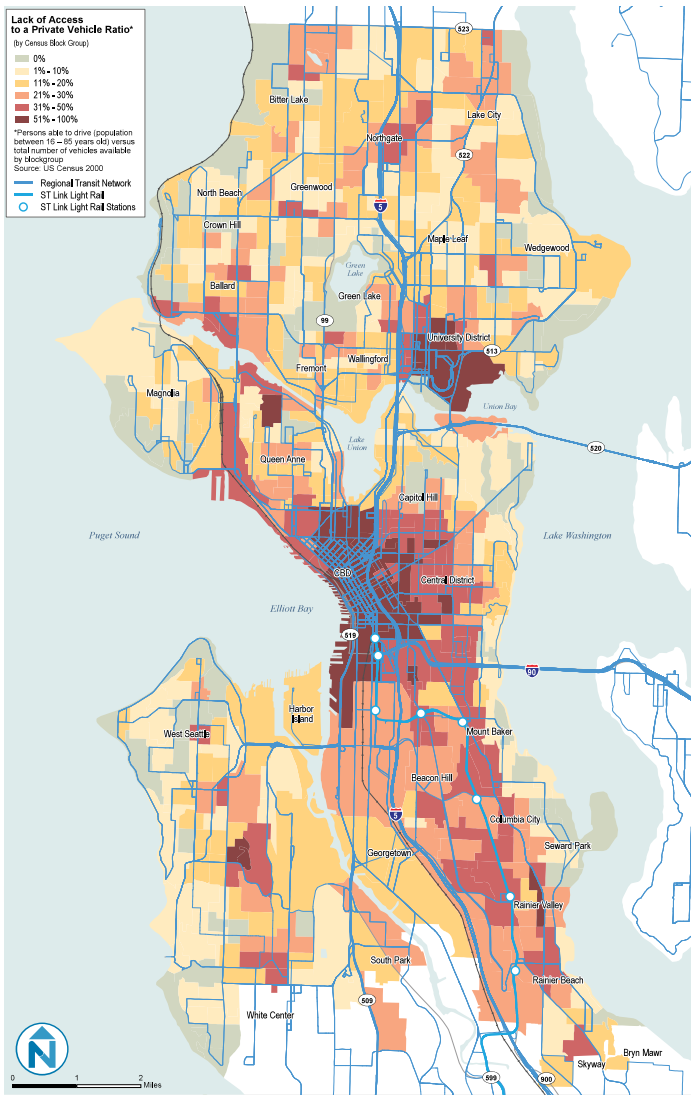 Lack of Access
to a Private Vehicle Ratio*
(by Census Block Group)
0%
1% - 10%
11% - 20%
21% - 30%
31% - 50%
51% - 100%
*Persons able to drive (population
between 16 – 85 years old) versus
total number of vehicles available
by blockgroup
Source: US Census 2000
Regional Transit Network
ST Link Light Rail
ST Link Light Rail Stations
523
Bitter Lake
Lake City
Northgate
522
Greenwood
North Beach
5
Crown Hill
Maple Leaf
Wedgewood
Green
Lake
Ballard
Green Lake
99
University District
513
Wallingford
Fremont
Magnolia
Union Bay
Lake
Union
520
Queen Anne
Capitol Hill
Puget Sound
Lake Washington
CBD
Central District
Elliott Bay
519
90
Harbor
Island
West Seattle
Mount Baker
Beacon Hill
5
Columbia City
Seward Park
Georgetown
Rainier Valley
South Park
Rainier Beach
509
White Center
Bryn Mawr
Skyway
599
900
N
0
1
2
Miles